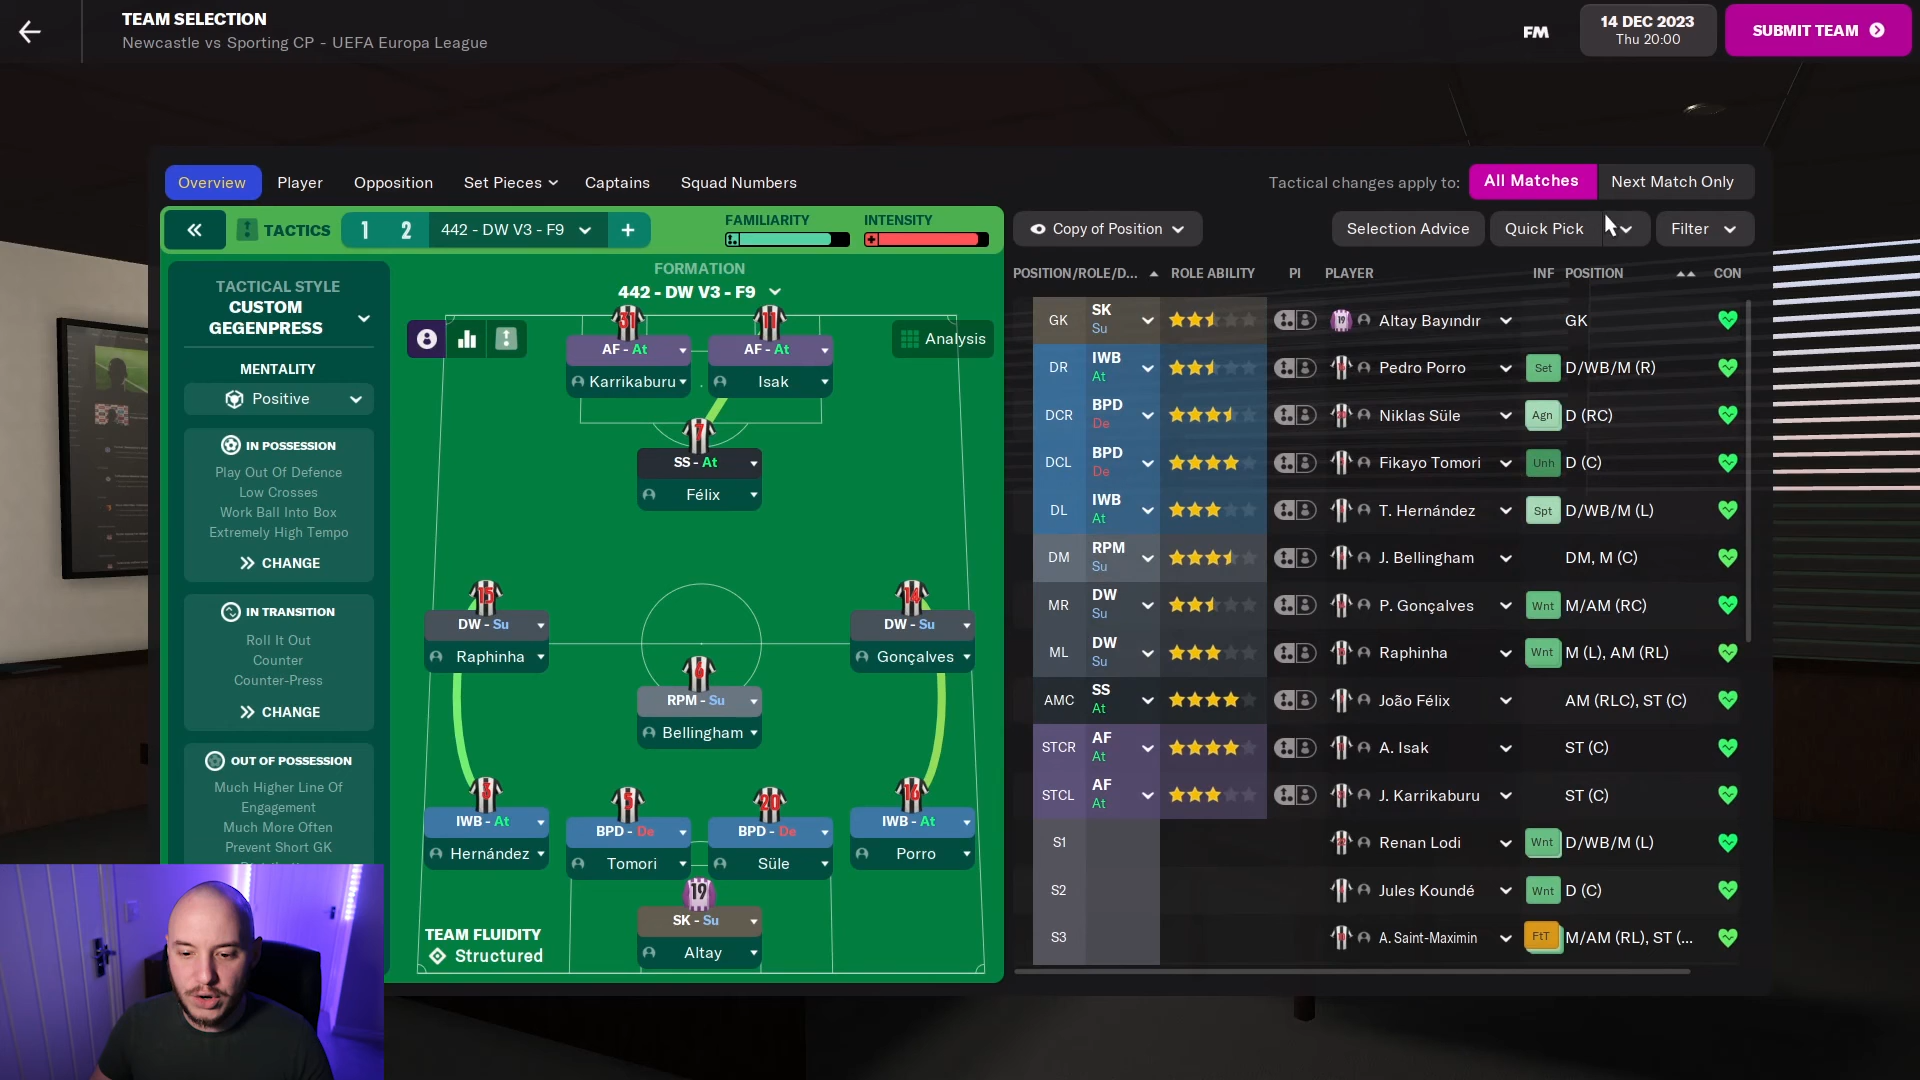 TEAM SELECTION
Newcastle vs Sporting CP - UEFA Europa League
FM
14 DEC 2023
Thu 20:00
SUBMIT TEAM
Overview Player Opposition Set Pieces Captains Squad Numbers
Tactical changes apply to: All Matches Next Match Only
TACTICS 1 2 442 - DW V3 - F9 +
FAMILIARITY
INTENSITY
Copy of Position Selection Advice Quick Pick Filter
TACTICAL STYLE
CUSTOM
GEGENPRESS
MENTALITY
Positive
IN POSSESSION
Play Out Of Defence
Low Crosses
Work Ball Into Box
Extremely High Tempo
CHANGE
IN TRANSITION
Roll It Out
Counter
Counter-Press
CHANGE
OUT OF POSSESSION
Much Higher Line Of
Engagement
Much More Often
Prevent Short GK
FORMATION
442 - DW V3 - F9
Analysis
31 11
AF - At AF - At
Karrikaburu Isak
7
SS - At
Félix
15 14
DW - Su DW - Su
Raphinha Gonçalves
6
RPM - Su
Bellingham
3 5 20 16
IWB - At BPD - De BPD - De IWB - At
Hernández Tomori Süle Porro
19
SK - Su
Altay
TEAM FLUIDITY
Structured
POSITION/ROLE/D... ROLE ABILITY PI PLAYER INF POSITION CON
GK SK Su 19 Altay Bayındır GK
DR IWB At Pedro Porro Set D/WB/M (R)
DCR BPD De Niklas Süle Agn D (RC)
DCL BPD De Fikayo Tomori Unh D (C)
DL IWB At T. Hernández Spt D/WB/M (L)
DM RPM Su J. Bellingham DM, M (C)
MR DW Su P. Gonçalves Wnt M/AM (RC)
ML DW Su Raphinha Wnt M (L), AM (RL)
AMC SS At João Félix AM (RLC), ST (C)
STCR AF At A. Isak ST (C)
STCL AF At J. Karrikaburu ST (C)
S1 Renan Lodi Wnt D/WB/M (L)
S2 Jules Koundé Wnt D (C)
S3 A. Saint-Maximin FtT M/AM (RL), ST (...